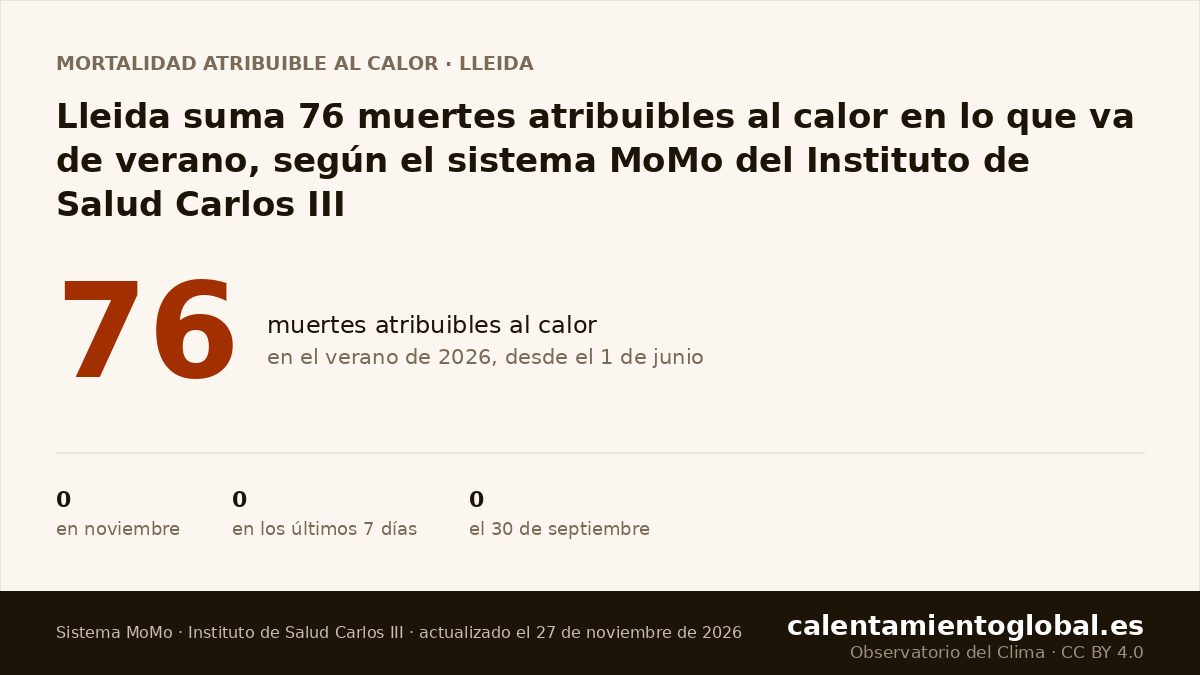 MORTALIDAD ATRIBUIBLE AL CALOR · LLEIDA
Lleida suma 76 muertes atribuibles al calor en lo que va
de verano, según el sistema MoMo del Instituto de
Salud Carlos III
76
muertes atribuibles al calor
en el verano de 2026, desde el 1 de junio
0
en noviembre
0
en los últimos 7 días
0
el 30 de septiembre
Sistema MoMo · Instituto de Salud Carlos III · actualizado el 27 de noviembre de 2026
calentamientoglobal.es
Observatorio del Clima · CC BY 4.0